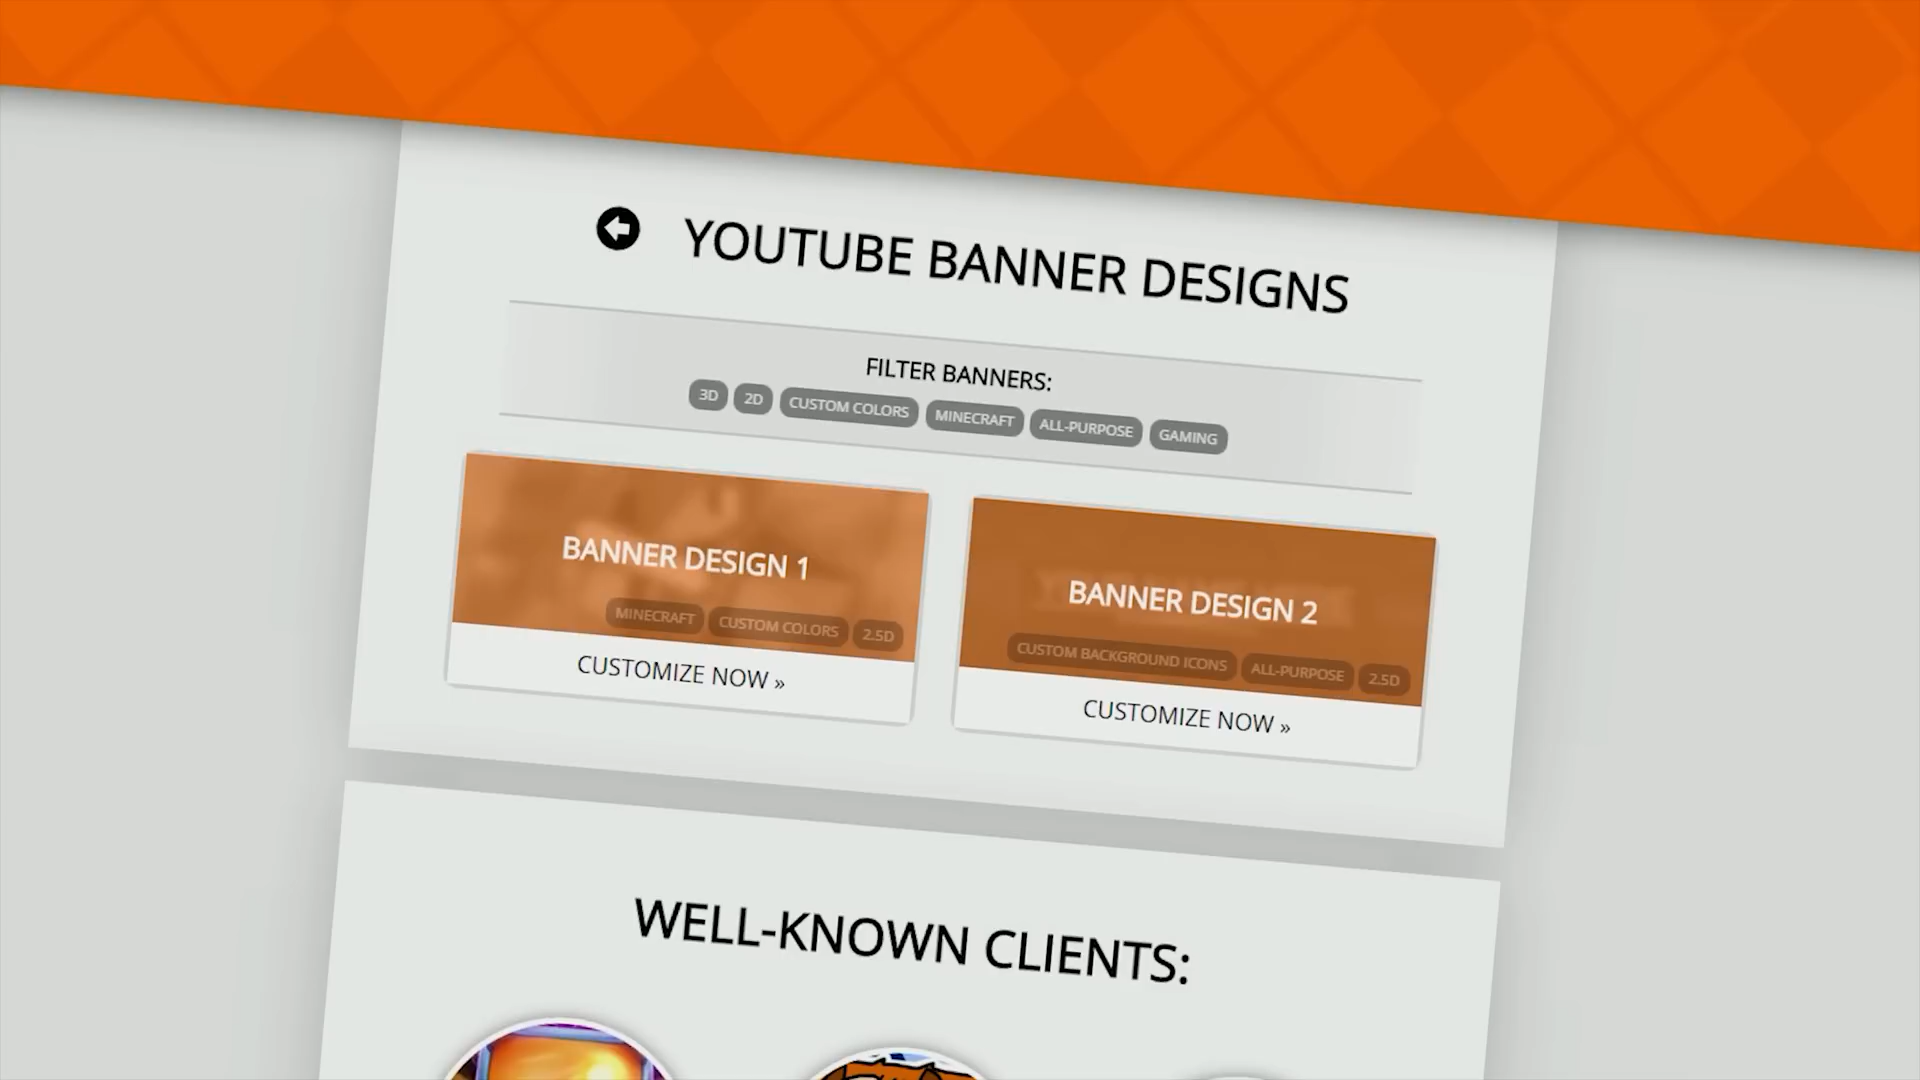 YOUTUBE BANNER DESIGNS
FILTER BANNERS:
3D 2D CUSTOM COLORS MINECRAFT ALL-PURPOSE GAMING
BANNER DESIGN 1
MINECRAFT CUSTOM COLORS 2.5D
CUSTOMIZE NOW »
BANNER DESIGN 2
CUSTOM BACKGROUND ICONS ALL-PURPOSE 2.5D
CUSTOMIZE NOW »
WELL-KNOWN CLIENTS: